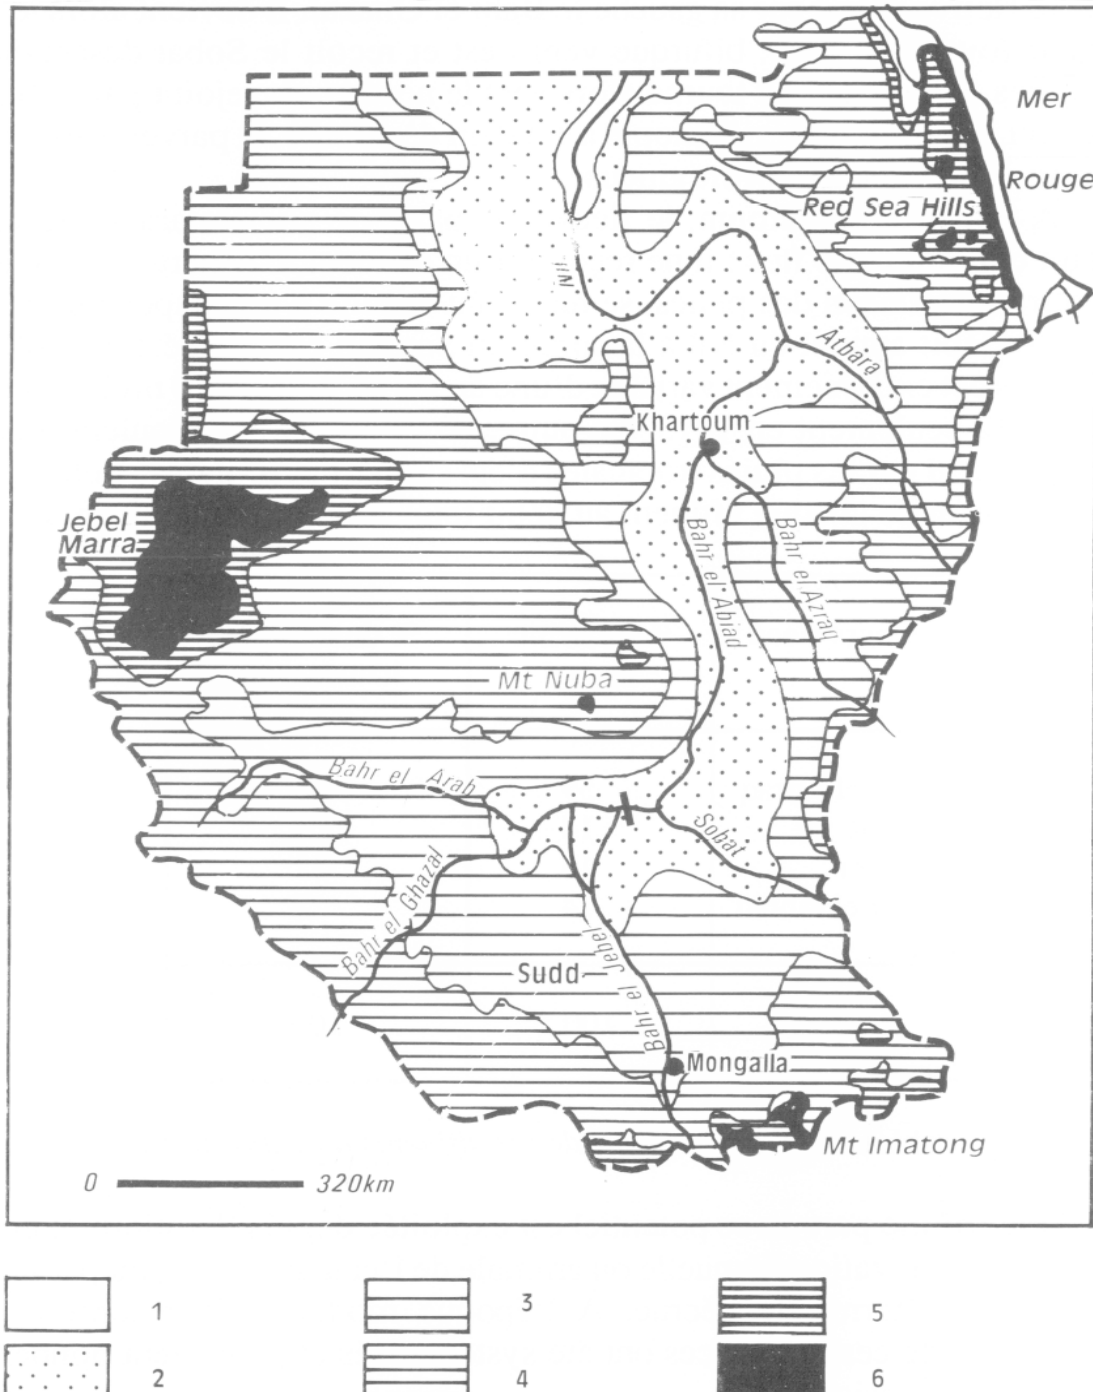 Mer
Rouge
Red Sea Hills
Nil
Atbara
Khartoum
Jebel
Marra
Bahr el Abiad
Bahr el Azraq
Mt Nuba
Bahr el Arab
Sobat
Bahr el Ghazal
Bahr el Jebel
Sudd
Mongalla
Mt Imatong
0 320km
1 3 5
2 4 6